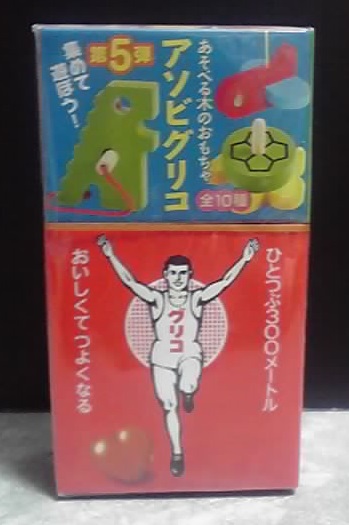 あそべる木のおもちゃ
アソビグリコ
全10種
第5弾
集めて
遊ぼう!
ひとつぶ300メートル
グリコ
おいしくてつよくなる